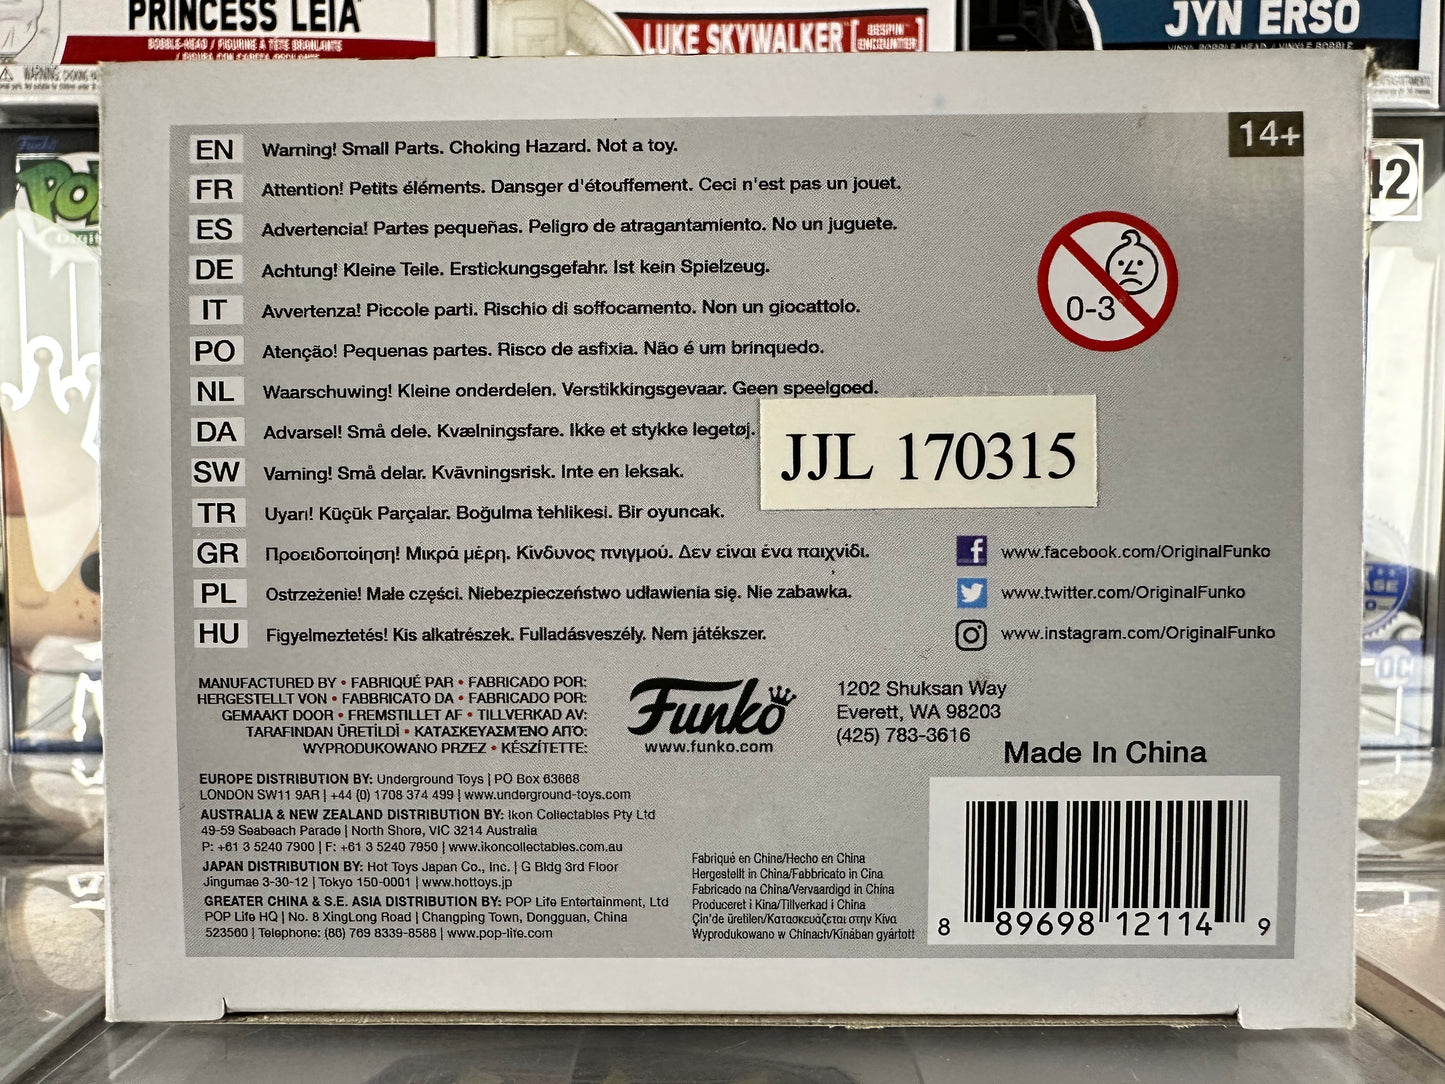 PRINCESS LEIA
BOBBLE-HEAD / FIGURINE À TÊTE BRANLANTE
LUKE SKYWALKER [BESPIN ENCOUNTER]
JYN ERSO
14+
42
EN Warning! Small Parts. Choking Hazard. Not a toy.
FR Attention! Petits éléments. Dansger d'étouffement. Ceci n'est pas un jouet.
ES Advertencia! Partes pequeñas. Peligro de atragantamiento. No un juguete.
DE Achtung! Kleine Teile. Erstickungsgefahr. Ist kein Spielzeug.
IT Avvertenza! Piccole parti. Rischio di soffocamento. Non un giocattolo.
PO Atenção! Pequenas partes. Risco de asfixia. Não é um brinquedo.
NL Waarschuwing! Kleine onderdelen. Verstikkingsgevaar. Geen speelgoed.
DA Advarsel! Små dele. Kvælningsfare. Ikke et stykke legetøj.
SW Varning! Små delar. Kvävningsrisk. Inte en leksak.
TR Uyarı! Küçük Parçalar. Boğulma tehlikesi. Bir oyuncak.
GR Προειδοποίηση! Μικρά μέρη. Κίνδυνος πνιγμού. Δεν είναι ένα παιχνίδι.
PL Ostrzeżenie! Małe części. Niebezpieczeństwo udławienia się. Nie zabawka.
HU Figyelmeztetés! Kis alkatrészek. Fulladásveszély. Nem játékszer.
0-3
JJL 170315
www.facebook.com/OriginalFunko
www.twitter.com/OriginalFunko
www.instagram.com/OriginalFunko
MANUFACTURED BY • FABRIQUÉ PAR • FABRICADO POR:
HERGESTELLT VON • FABBRICATO DA • FABRICADO POR:
GEMAAKT DOOR • FREMSTILLET AF • TILLVERKAD AV:
TARAFINDAN ÜRETİLDİ • ΚΑΤΑΣΚΕΥΑΣΜΈΝΟ ΑΠΌ:
WYPRODUKOWANO PRZEZ • KÉSZÍTETTE:
Funko
www.funko.com
1202 Shuksan Way
Everett, WA 98203
(425) 783-3616
Made In China
EUROPE DISTRIBUTION BY: Underground Toys | PO Box 63668
LONDON SW11 9AR | +44 (0) 1708 374 499 | www.underground-toys.com
AUSTRALIA & NEW ZEALAND DISTRIBUTION BY: Ikon Collectables Pty Ltd
49-59 Seabeach Parade | North Shore, VIC 3214 Australia
P: +61 3 5240 7900 | F: +61 3 5240 7950 | www.ikoncollectables.com.au
JAPAN DISTRIBUTION BY: Hot Toys Japan Co., Inc. | G Bldg 3rd Floor
Jingumae 3-30-12 | Tokyo 150-0001 | www.hottoys.jp
GREATER CHINA & S.E. ASIA DISTRIBUTION BY: POP Life Entertainment, Ltd
POP Life HQ | No. 8 XingLong Road | Changping Town, Dongguan, China
523560 | Telephone: (86) 769 8339-8588 | www.pop-life.com
Fabriqué en Chine/Hecho en China
Hergestellt in China/Fabbricato in Cina
Fabricado na China/Vervaardigd in China
Produceret i Kina/Tillverkad i China
Çin'de üretilen/Κατασκευάζεται στην Κίνα
Wyprodukowano w Chinach/Kínában gyártott
8 89698 12114 9
DC